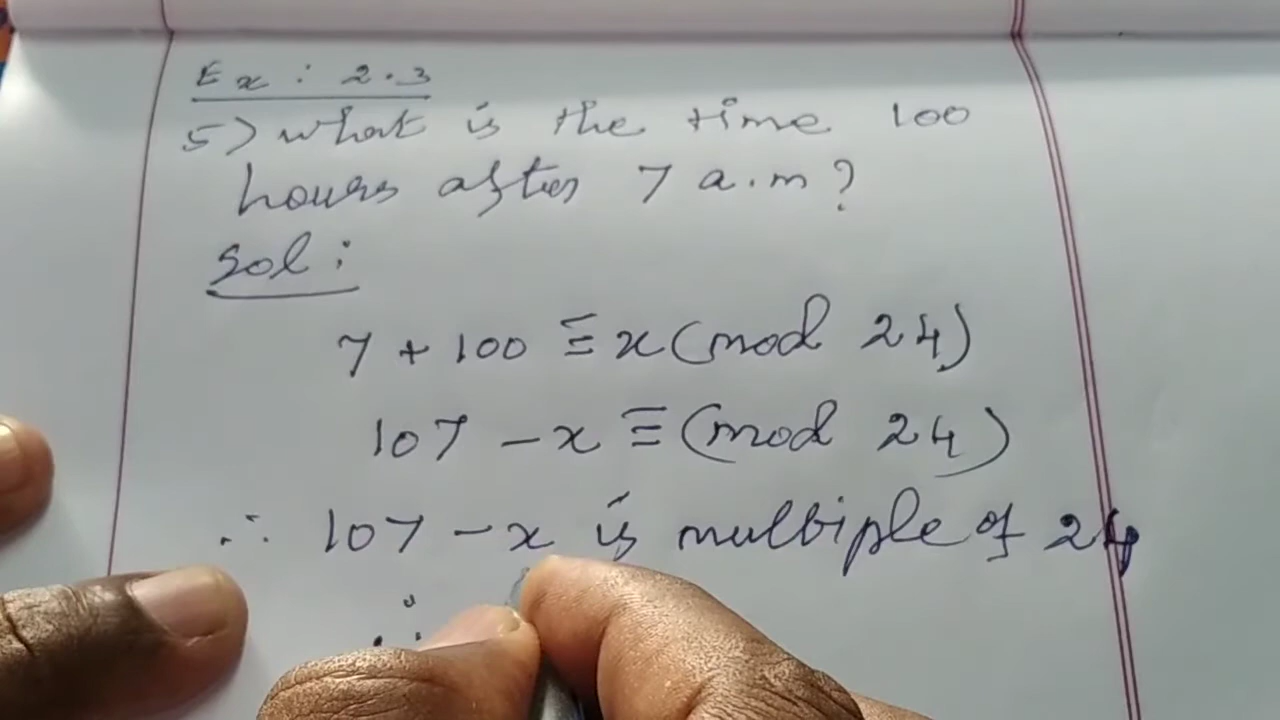 Ex : 2.3
5) What is the time 100
hours after 7 a.m?
Sol:
7 + 100 ≡ x (mod 24)
107 - x ≡ (mod 24)
∴ 107 - x is multiple of 24
∴